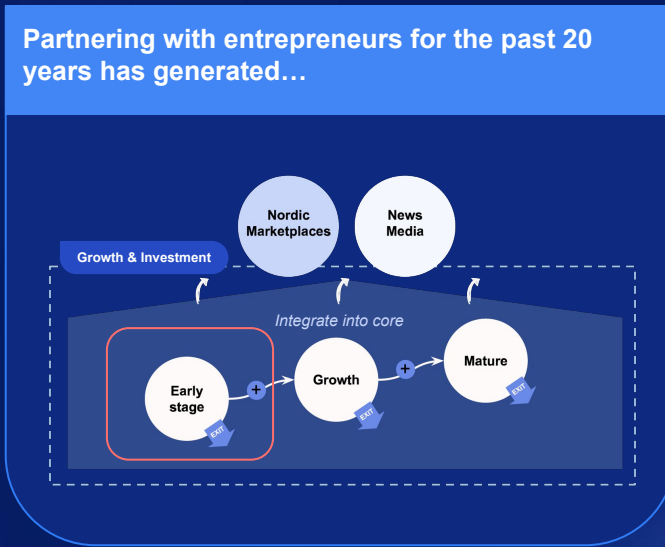 Partnering with entrepreneurs for the past 20
years has generated…
Nordic
Marketplaces
News
Media
Growth & Investment
Integrate into core
Early
stage
+
Growth
+
Mature
EXIT
EXIT
EXIT